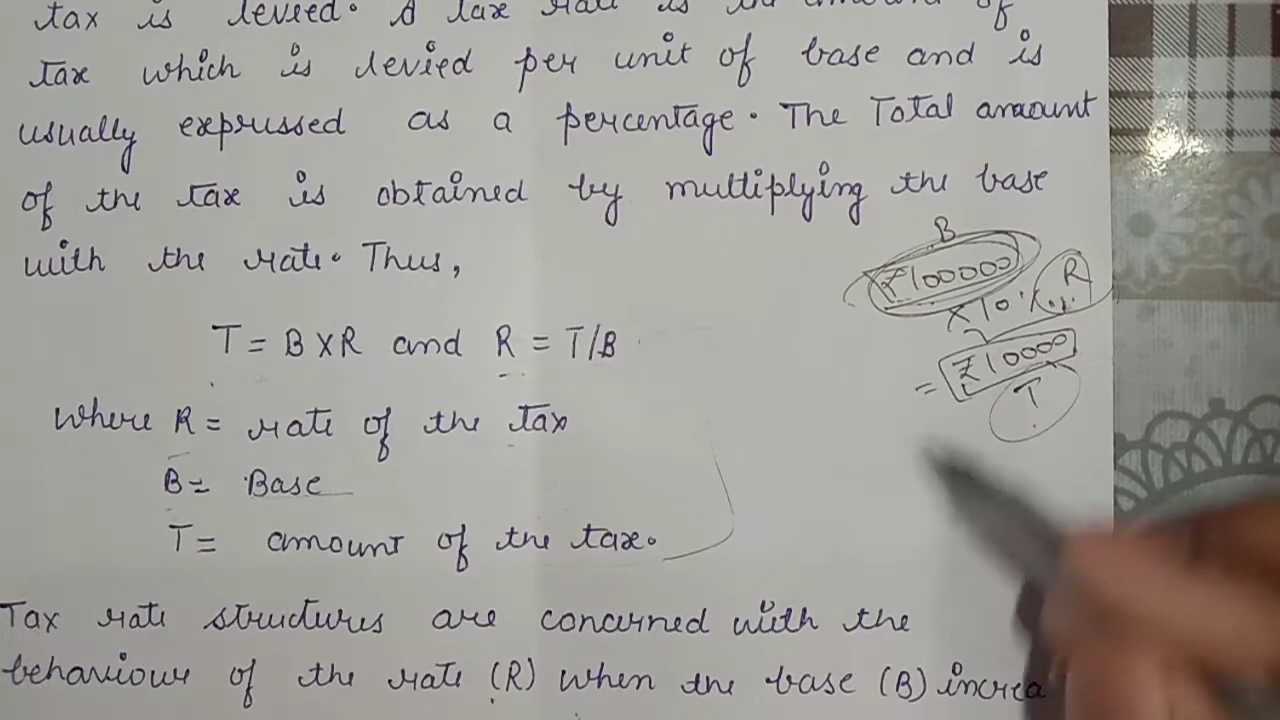 tax is levied. A tax rate is the amount of
tax which is levied per unit of base and is
usually expressed as a percentage. The Total amount
of the tax is obtained by multiplying the base
with the rate. Thus,
B
₹100000
R
×10%
= ₹10000
T
T = B×R and R = T/B
where R = rate of the tax
B = Base
T = amount of the tax.
Tax rate structures are concerned with the
behaviour of the rate (R) when the base (B) increa